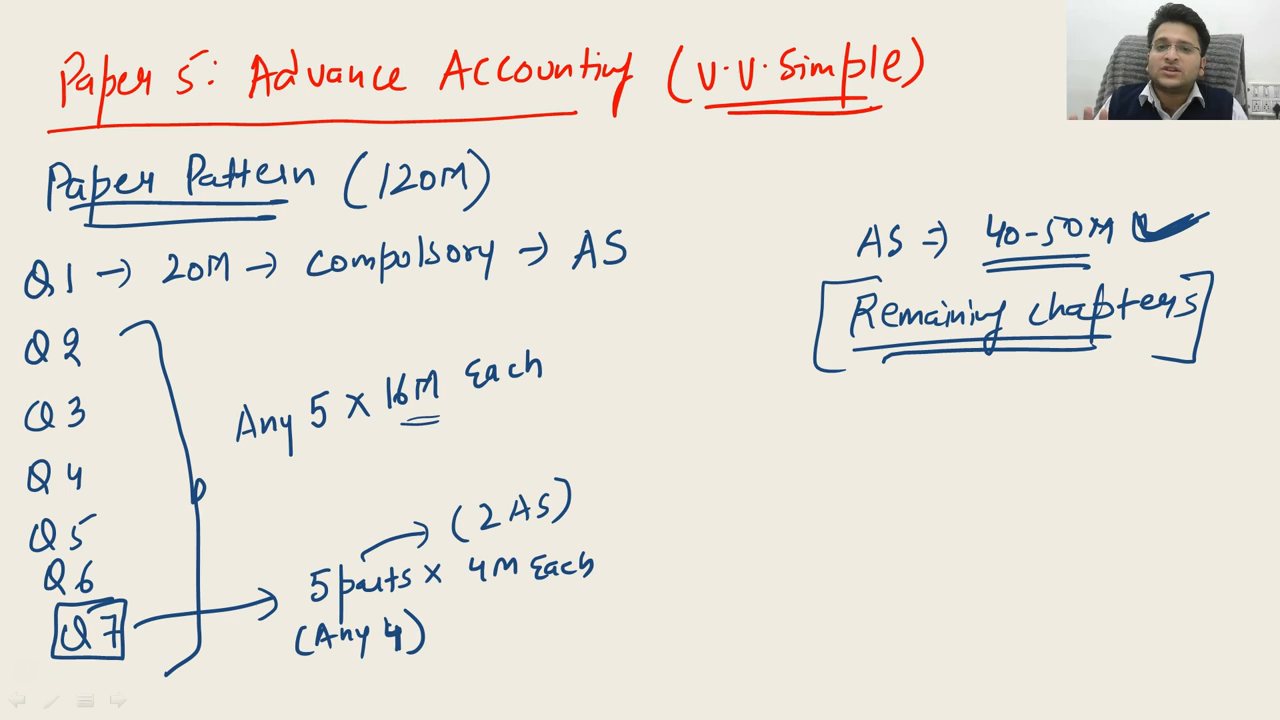 Paper 5: Advance Accounting (V.V.Simple)
Paper Pattern (120M)
Q1 → 20M → compolsory → AS
Q2
Q3
Q4
Q5
Q6
Q7
Any 5 x 16M Each
5 parts x 4M Each
(Any 4)
(2 AS)
AS ⇒ 40-50M
[Remaining chapters]